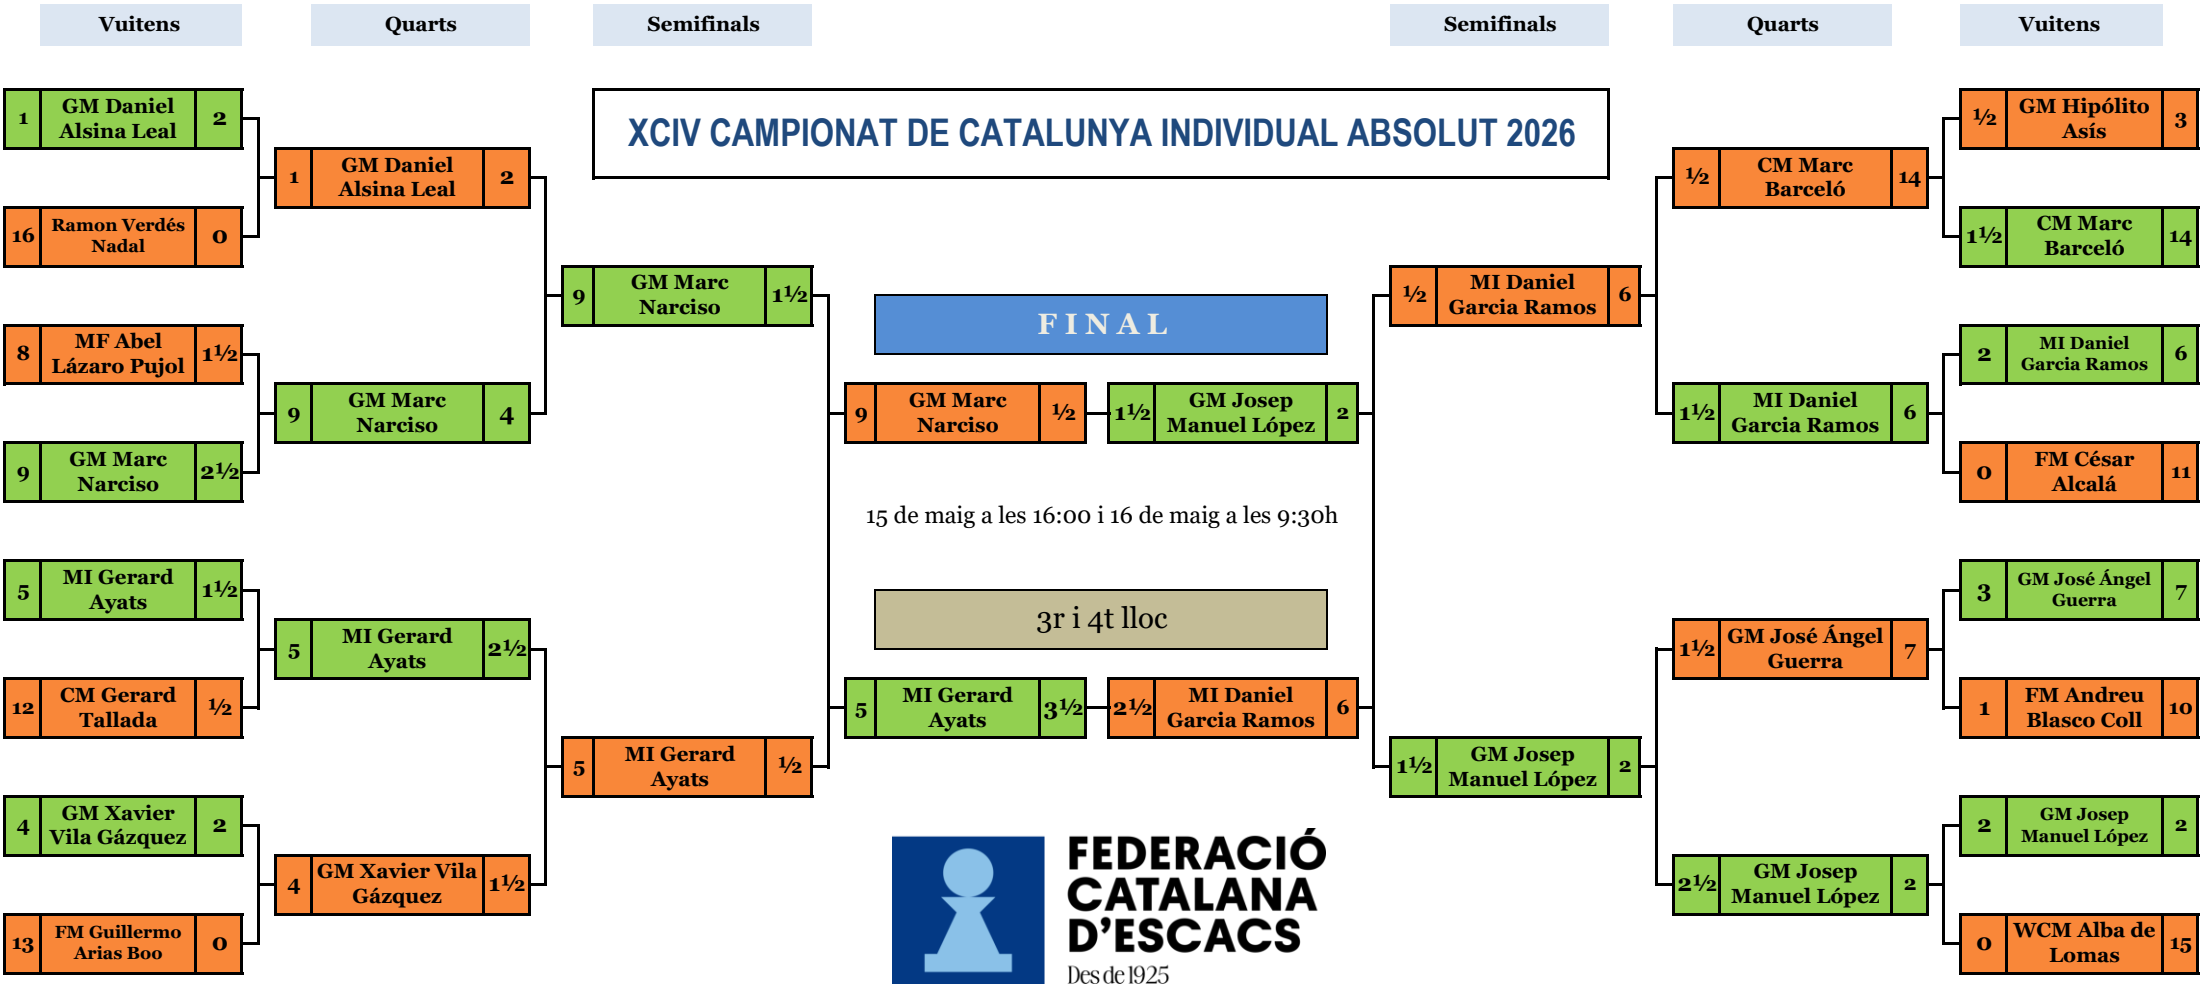 Vuitens
Quarts
Semifinals
Semifinals
Quarts
Vuitens
XCIV CAMPIONAT DE CATALUNYA INDIVIDUAL ABSOLUT 2026
1 GM Daniel 2
Alsina Leal
16 Ramon Verdés 0
Nadal
8 MF Abel 1½
Lázaro Pujol
9 GM Marc 2½
Narciso
5 MI Gerard 1½
Ayats
12 CM Gerard ½
Tallada
4 GM Xavier 2
Vila Gázquez
13 FM Guillermo 0
Arias Boo
1 GM Daniel 2
Alsina Leal
9 GM Marc 4
Narciso
5 MI Gerard 2½
Ayats
4 GM Xavier Vila 1½
Gázquez
9 GM Marc 1½
Narciso
5 MI Gerard ½
Ayats
FINAL
9 GM Marc ½
Narciso
1½ GM Josep 2
Manuel López
15 de maig a les 16:00 i 16 de maig a les 9:30h
3r i 4t lloc
5 MI Gerard 3½
Ayats
2½ MI Daniel 6
Garcia Ramos
FEDERACIÓ
CATALANA
D'ESCACS
Des de 1925
½ MI Daniel 6
Garcia Ramos
1½ GM Josep 2
Manuel López
½ CM Marc 14
Barceló
1½ MI Daniel 6
Garcia Ramos
1½ GM José Ángel 7
Guerra
2½ GM Josep 2
Manuel López
½ GM Hipólito 3
Asís
1½ CM Marc 14
Barceló
2 MI Daniel 6
Garcia Ramos
0 FM César 11
Alcalá
3 GM José Ángel 7
Guerra
1 FM Andreu 10
Blasco Coll
2 GM Josep 2
Manuel López
0 WCM Alba de 15
Lomas